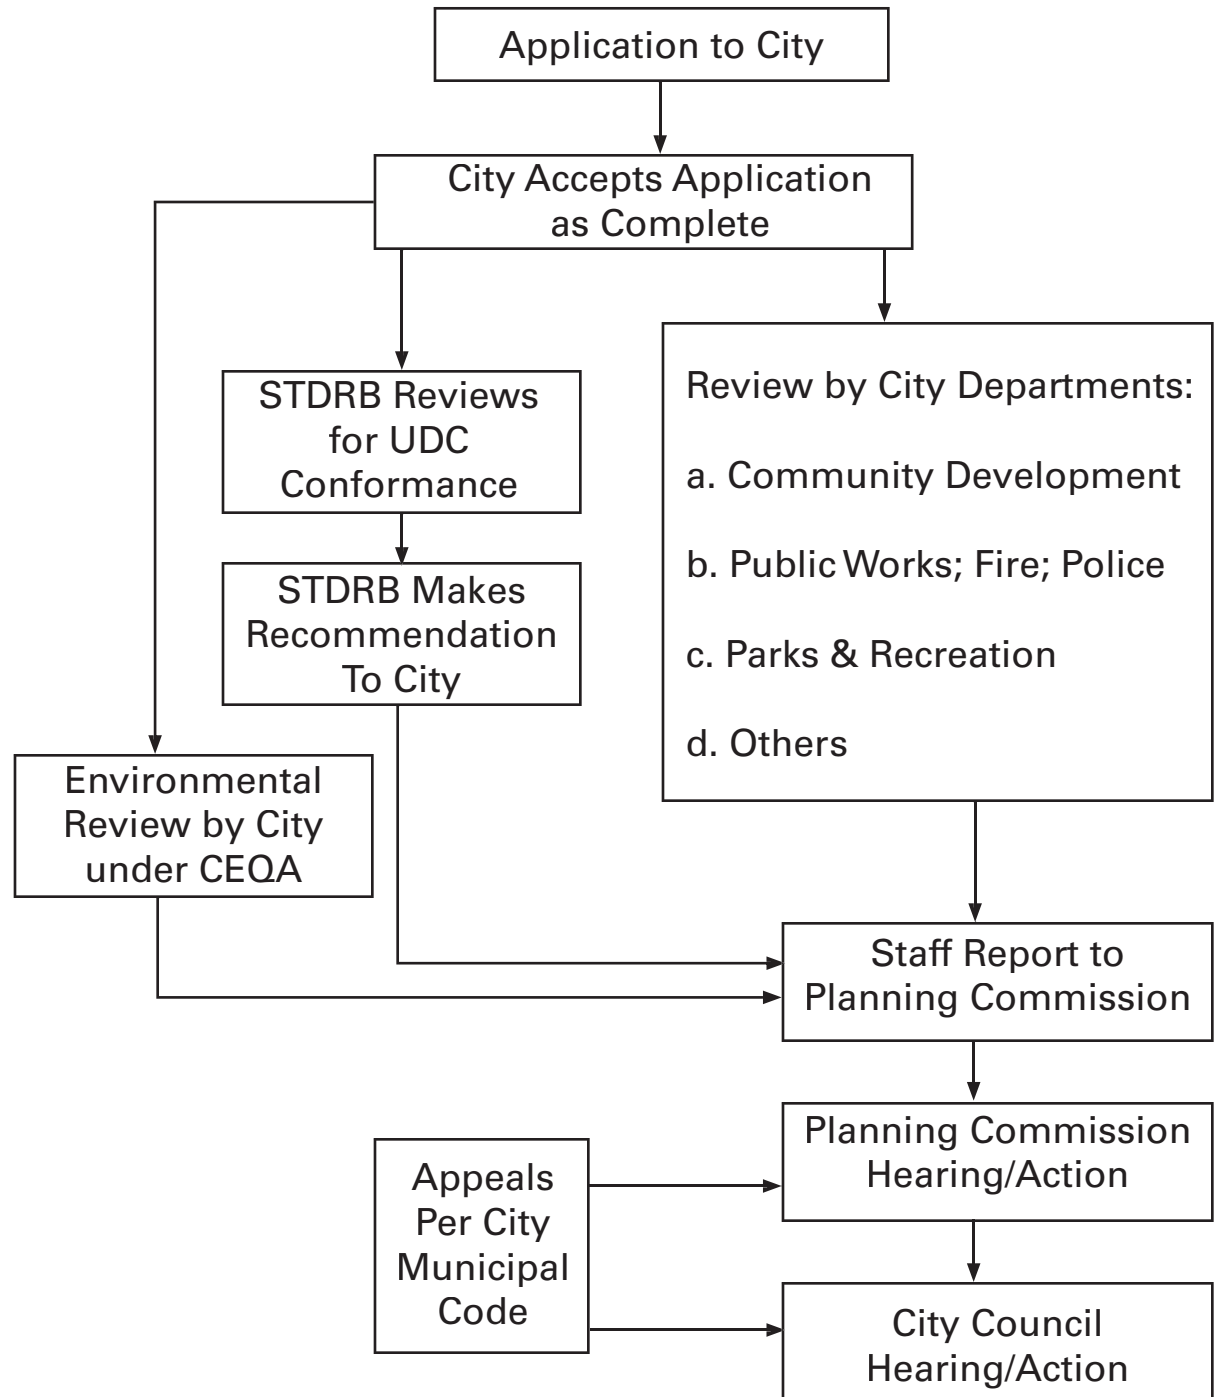 Application to City
City Accepts Application
as Complete
STDRB Reviews
for UDC
Conformance
STDRB Makes
Recommendation
To City
Review by City Departments:
a. Community Development
b. Public Works; Fire; Police
c. Parks & Recreation
d. Others
Environmental
Review by City
under CEQA
Staff Report to
Planning Commission
Planning Commission
Hearing/Action
Appeals
Per City
Municipal
Code
City Council
Hearing/Action